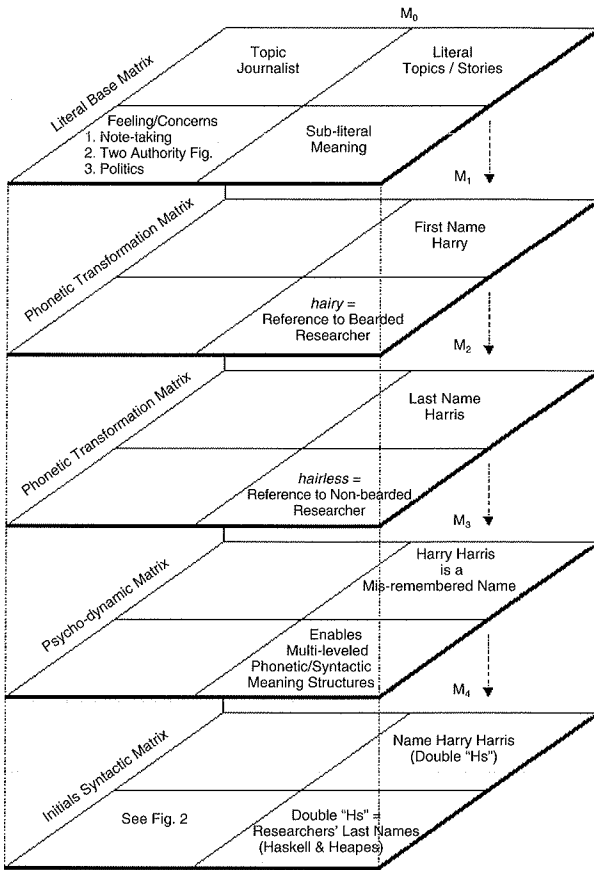 M0
Literal Base Matrix
Topic
Journalist
Literal
Topics / Stories
Feeling/Concerns
1. Note-taking
2. Two Authority Fig.
3. Politics
Sub-literal
Meaning
M1
Phonetic Transformation Matrix
First Name
Harry
hairy =
Reference to Bearded
Researcher
M2
Phonetic Transformation Matrix
Last Name
Harris
hairless =
Reference to Non-bearded
Researcher
M3
Psycho-dynamic Matrix
Harry Harris
is a
Mis-remembered Name
Enables
Multi-leveled
Phonetic/Syntactic
Meaning Structures
M4
Initials Syntactic Matrix
Name Harry Harris
(Double “Hs”)
See Fig. 2
Double “Hs” =
Researchers’ Last Names
(Haskell & Heapes)